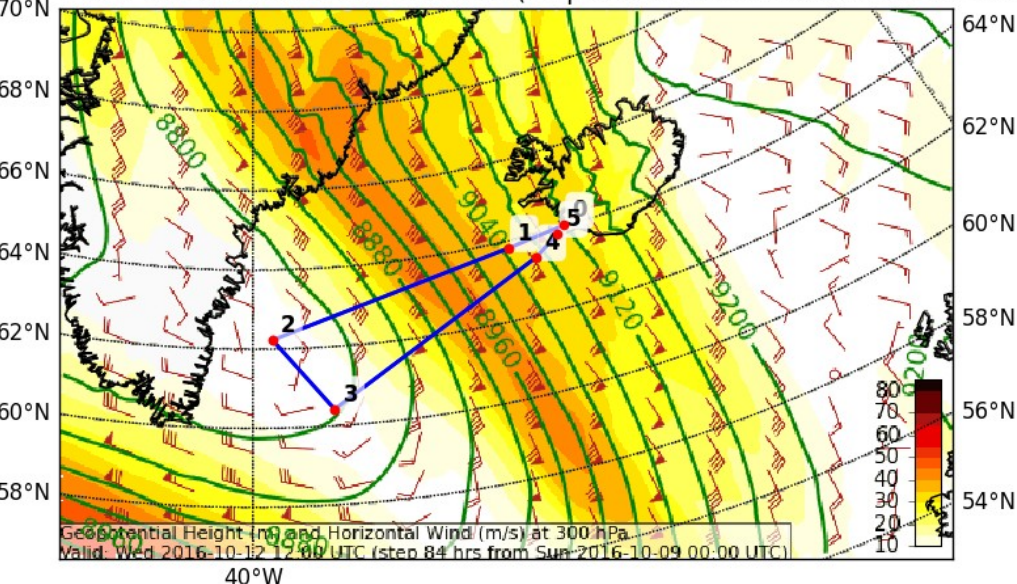 70°N
64°N
68°N
8800
62°N
66°N
9040
0
5
1
4
60°N
64°N
8880
9120
9200
2
8960
58°N
62°N
3
80
70
60
50
40
30
20
10
60°N
56°N
58°N
54°N
Geopotential Height (m) and Horizontal Wind (m/s) at 300 hPa
Valid: Wed 2016-10-12 12:00 UTC (step 84 hrs from Sun 2016-10-09 00:00 UTC)
40°W